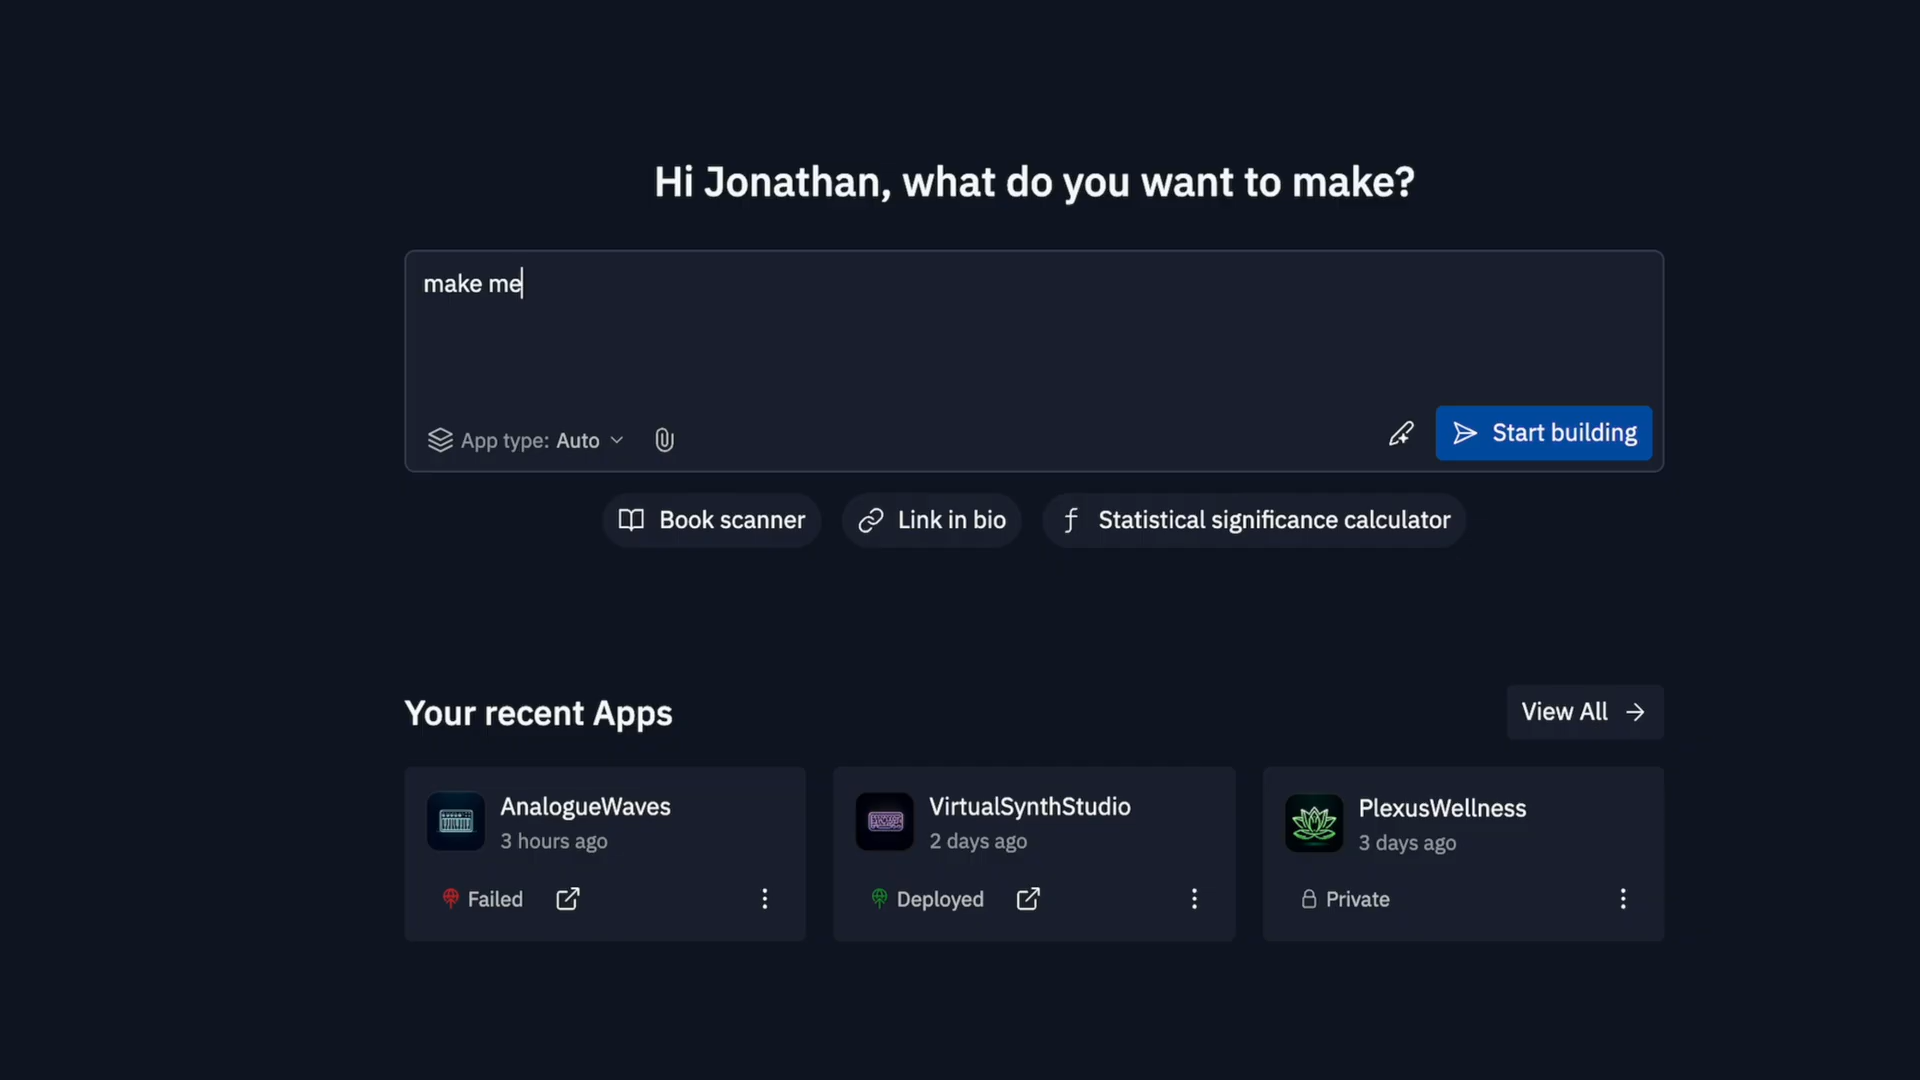 Hi Jonathan, what do you want to make?
make me
App type: Auto
Start building
Book scanner
Link in bio
Statistical significance calculator
Your recent Apps
View All
AnalogueWaves
3 hours ago
Failed
VirtualSynthStudio
2 days ago
Deployed
PlexusWellness
3 days ago
Private